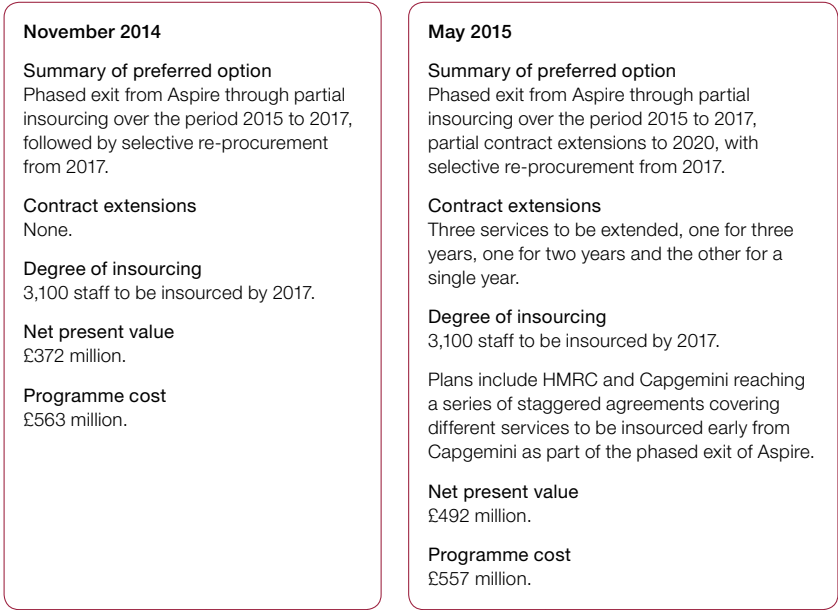 November 2014
Summary of preferred option
Phased exit from Aspire through partial
insourcing over the period 2015 to 2017,
followed by selective re-procurement
from 2017.
Contract extensions
None.
Degree of insourcing
3,100 staff to be insourced by 2017.
Net present value
£372 million.
Programme cost
£563 million.
May 2015
Summary of preferred option
Phased exit from Aspire through partial
insourcing over the period 2015 to 2017,
partial contract extensions to 2020, with
selective re-procurement from 2017.
Contract extensions
Three services to be extended, one for three
years, one for two years and the other for a
single year.
Degree of insourcing
3,100 staff to be insourced by 2017.
Plans include HMRC and Capgemini reaching
a series of staggered agreements covering
different services to be insourced early from
Capgemini as part of the phased exit of Aspire.
Net present value
£492 million.
Programme cost
£557 million.